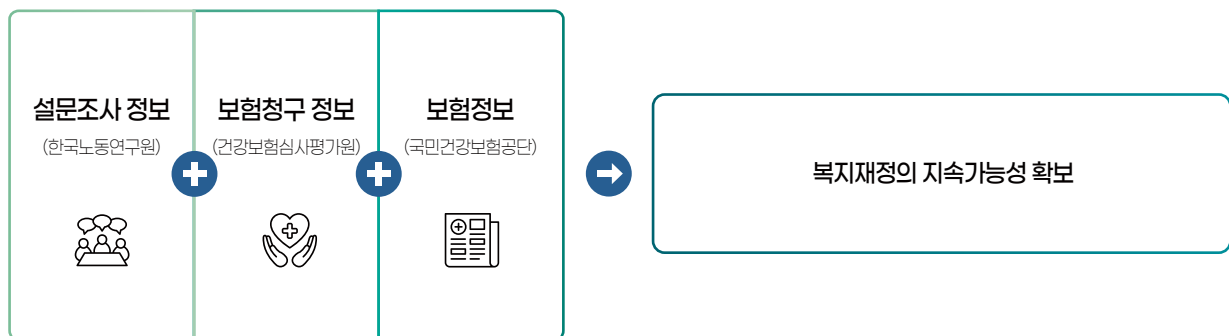 설문조사 정보
(한국노동연구원)
보험청구 정보
(건강보험심사평가원)
보험정보
(국민건강보험공단)
복지재정의 지속가능성 확보